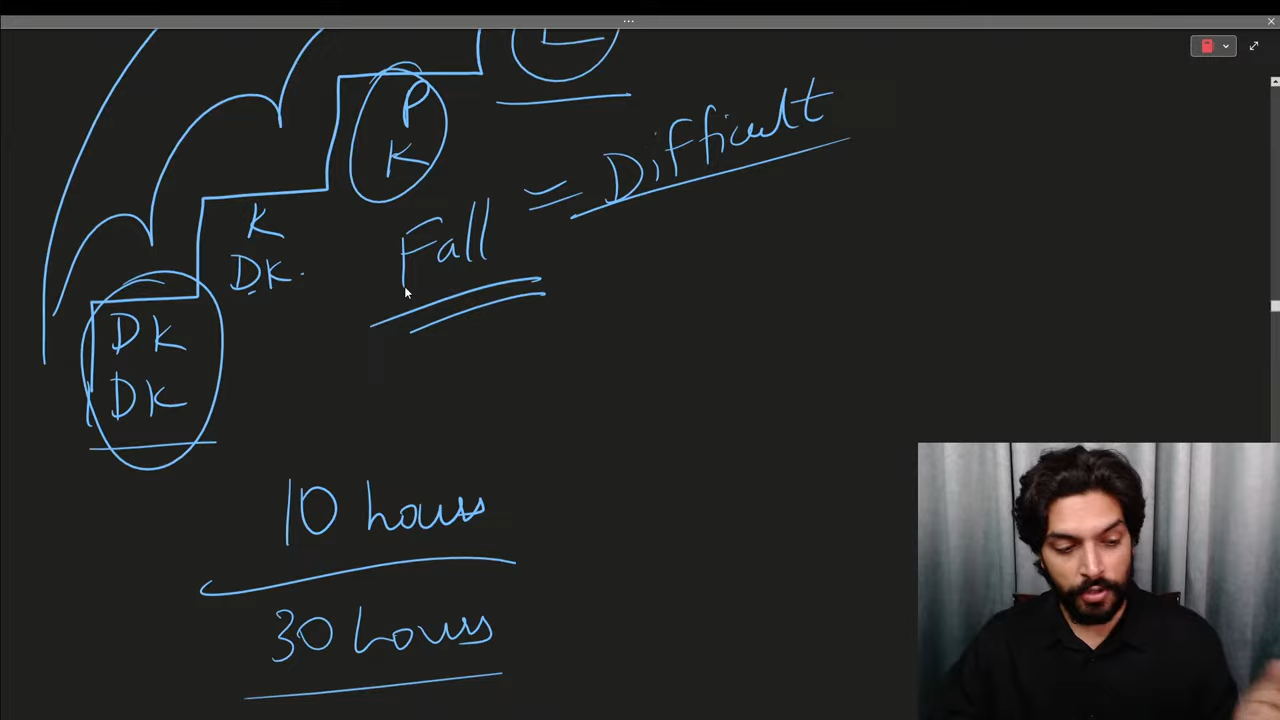 L
P
K
= Difficult
K
DK.
Fall
DK
DK
10 hours
30 hours